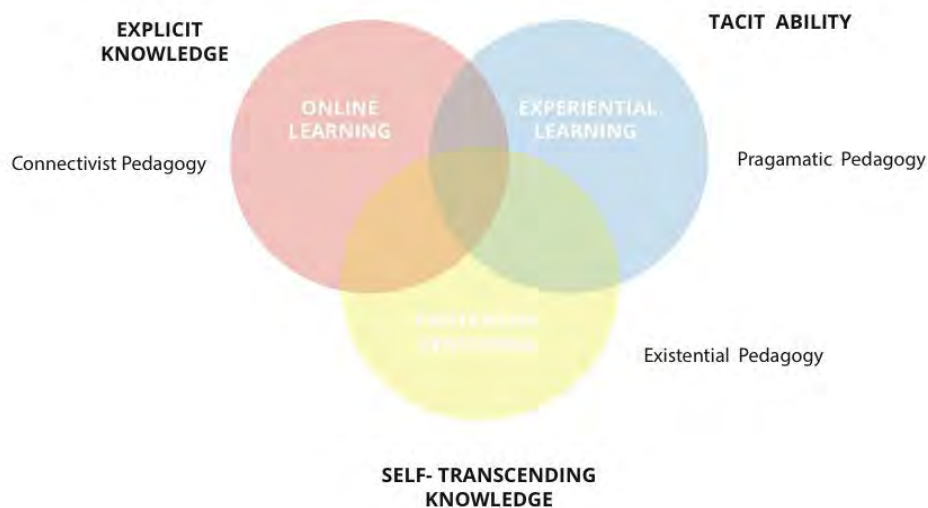 EXPLICIT
KNOWLEDGE
TACIT ABILITY
ONLINE
LEARNING
EXPERIENTIAL
LEARNING
Connectivist Pedagogy
Pragamatic Pedagogy
Existential Pedagogy
SELF- TRANSCENDING
KNOWLEDGE